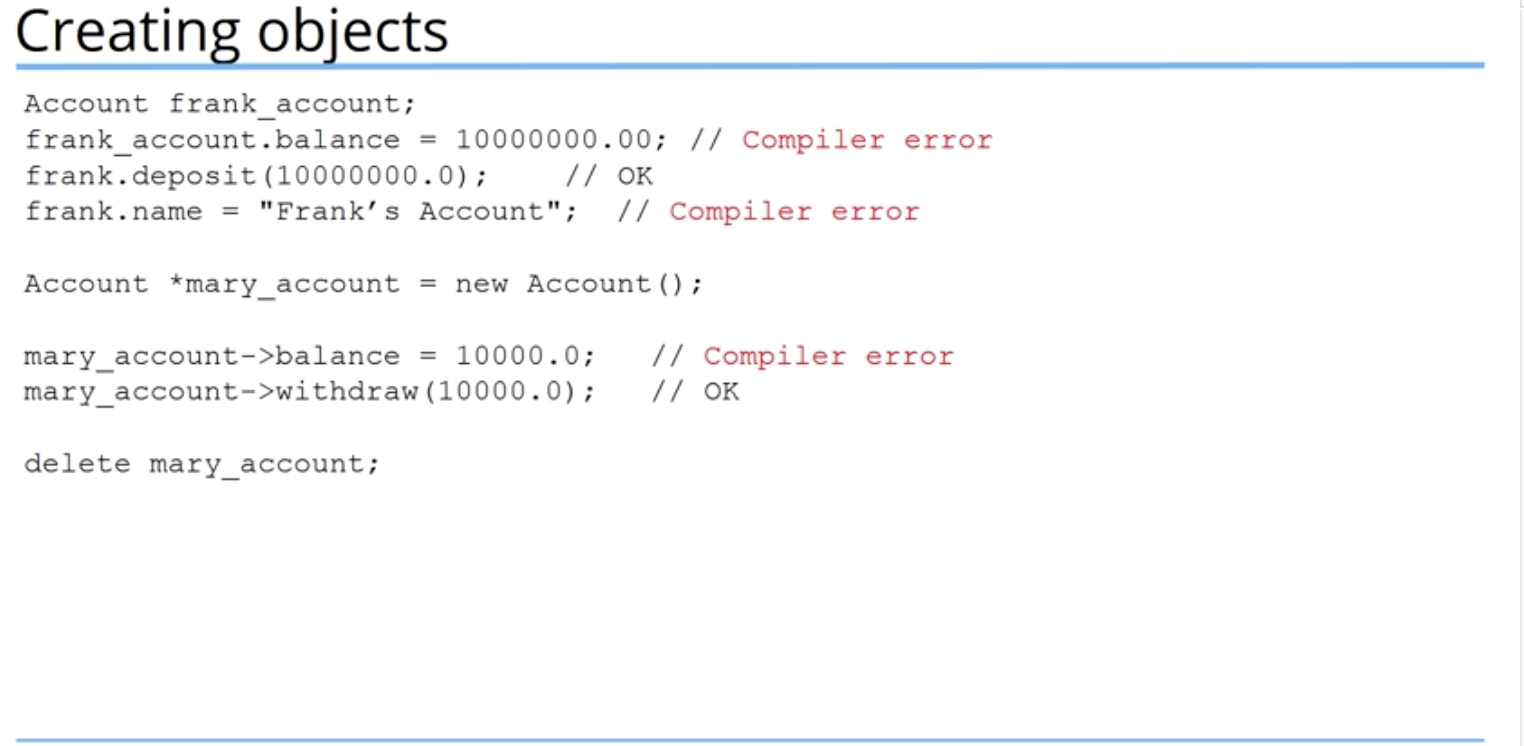 Creating objects
Account frank_account;
frank_account.balance = 10000000.00; // Compiler error
frank.deposit(10000000.0);     // OK
frank.name = "Frank’s Account";  // Compiler error
Account *mary_account = new Account();
mary_account->balance = 10000.0;   // Compiler error
mary_account->withdraw(10000.0);   // OK
delete mary_account;